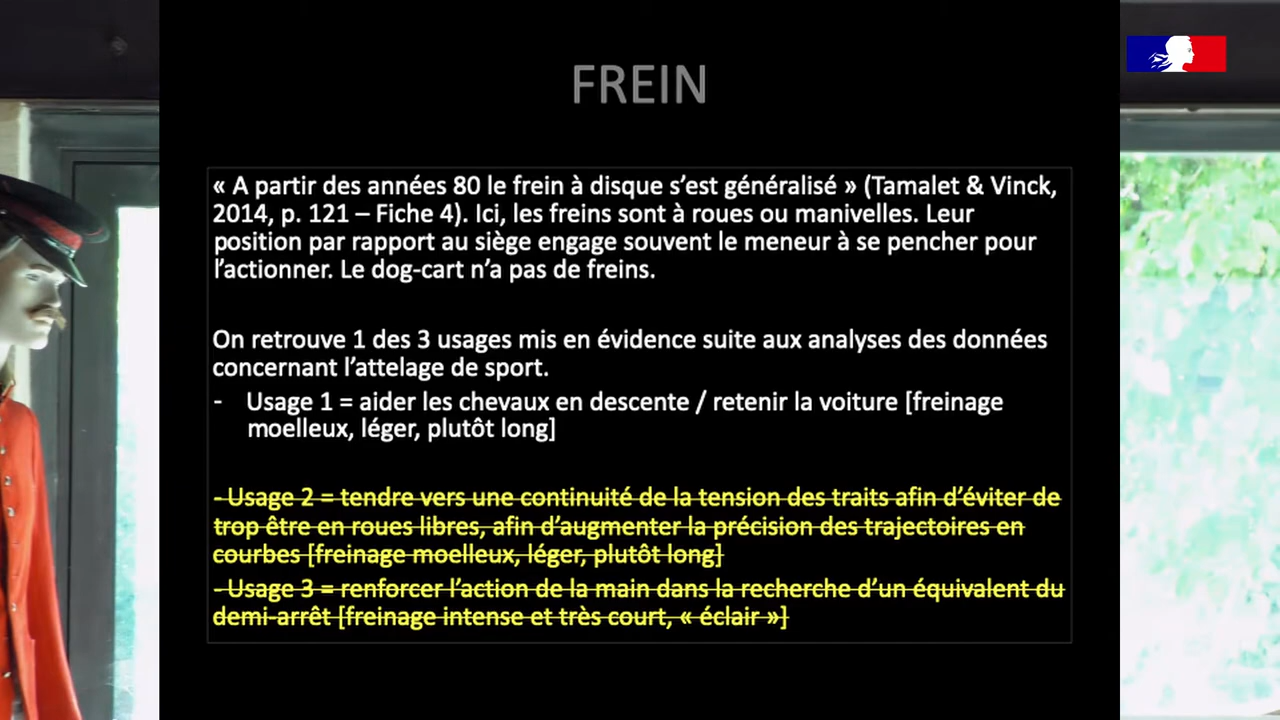 FREIN
« A partir des années 80 le frein à disque s’est généralisé » (Tamalet & Vinck,
2014, p. 121 – Fiche 4). Ici, les freins sont à roues ou manivelles. Leur
position par rapport au siège engage souvent le meneur à se pencher pour
l’actionner. Le dog-cart n’a pas de freins.
On retrouve 1 des 3 usages mis en évidence suite aux analyses des données
concernant l’attelage de sport.
- Usage 1 = aider les chevaux en descente / retenir la voiture [freinage
moelleux, léger, plutôt long]
- Usage 2 = tendre vers une continuité de la tension des traits afin d’éviter de
trop être en roues libres, afin d’augmenter la précision des trajectoires en
courbes [freinage moelleux, léger, plutôt long]
- Usage 3 = renforcer l’action de la main dans la recherche d’un équivalent du
demi-arrêt [freinage intense et très court, « éclair »]